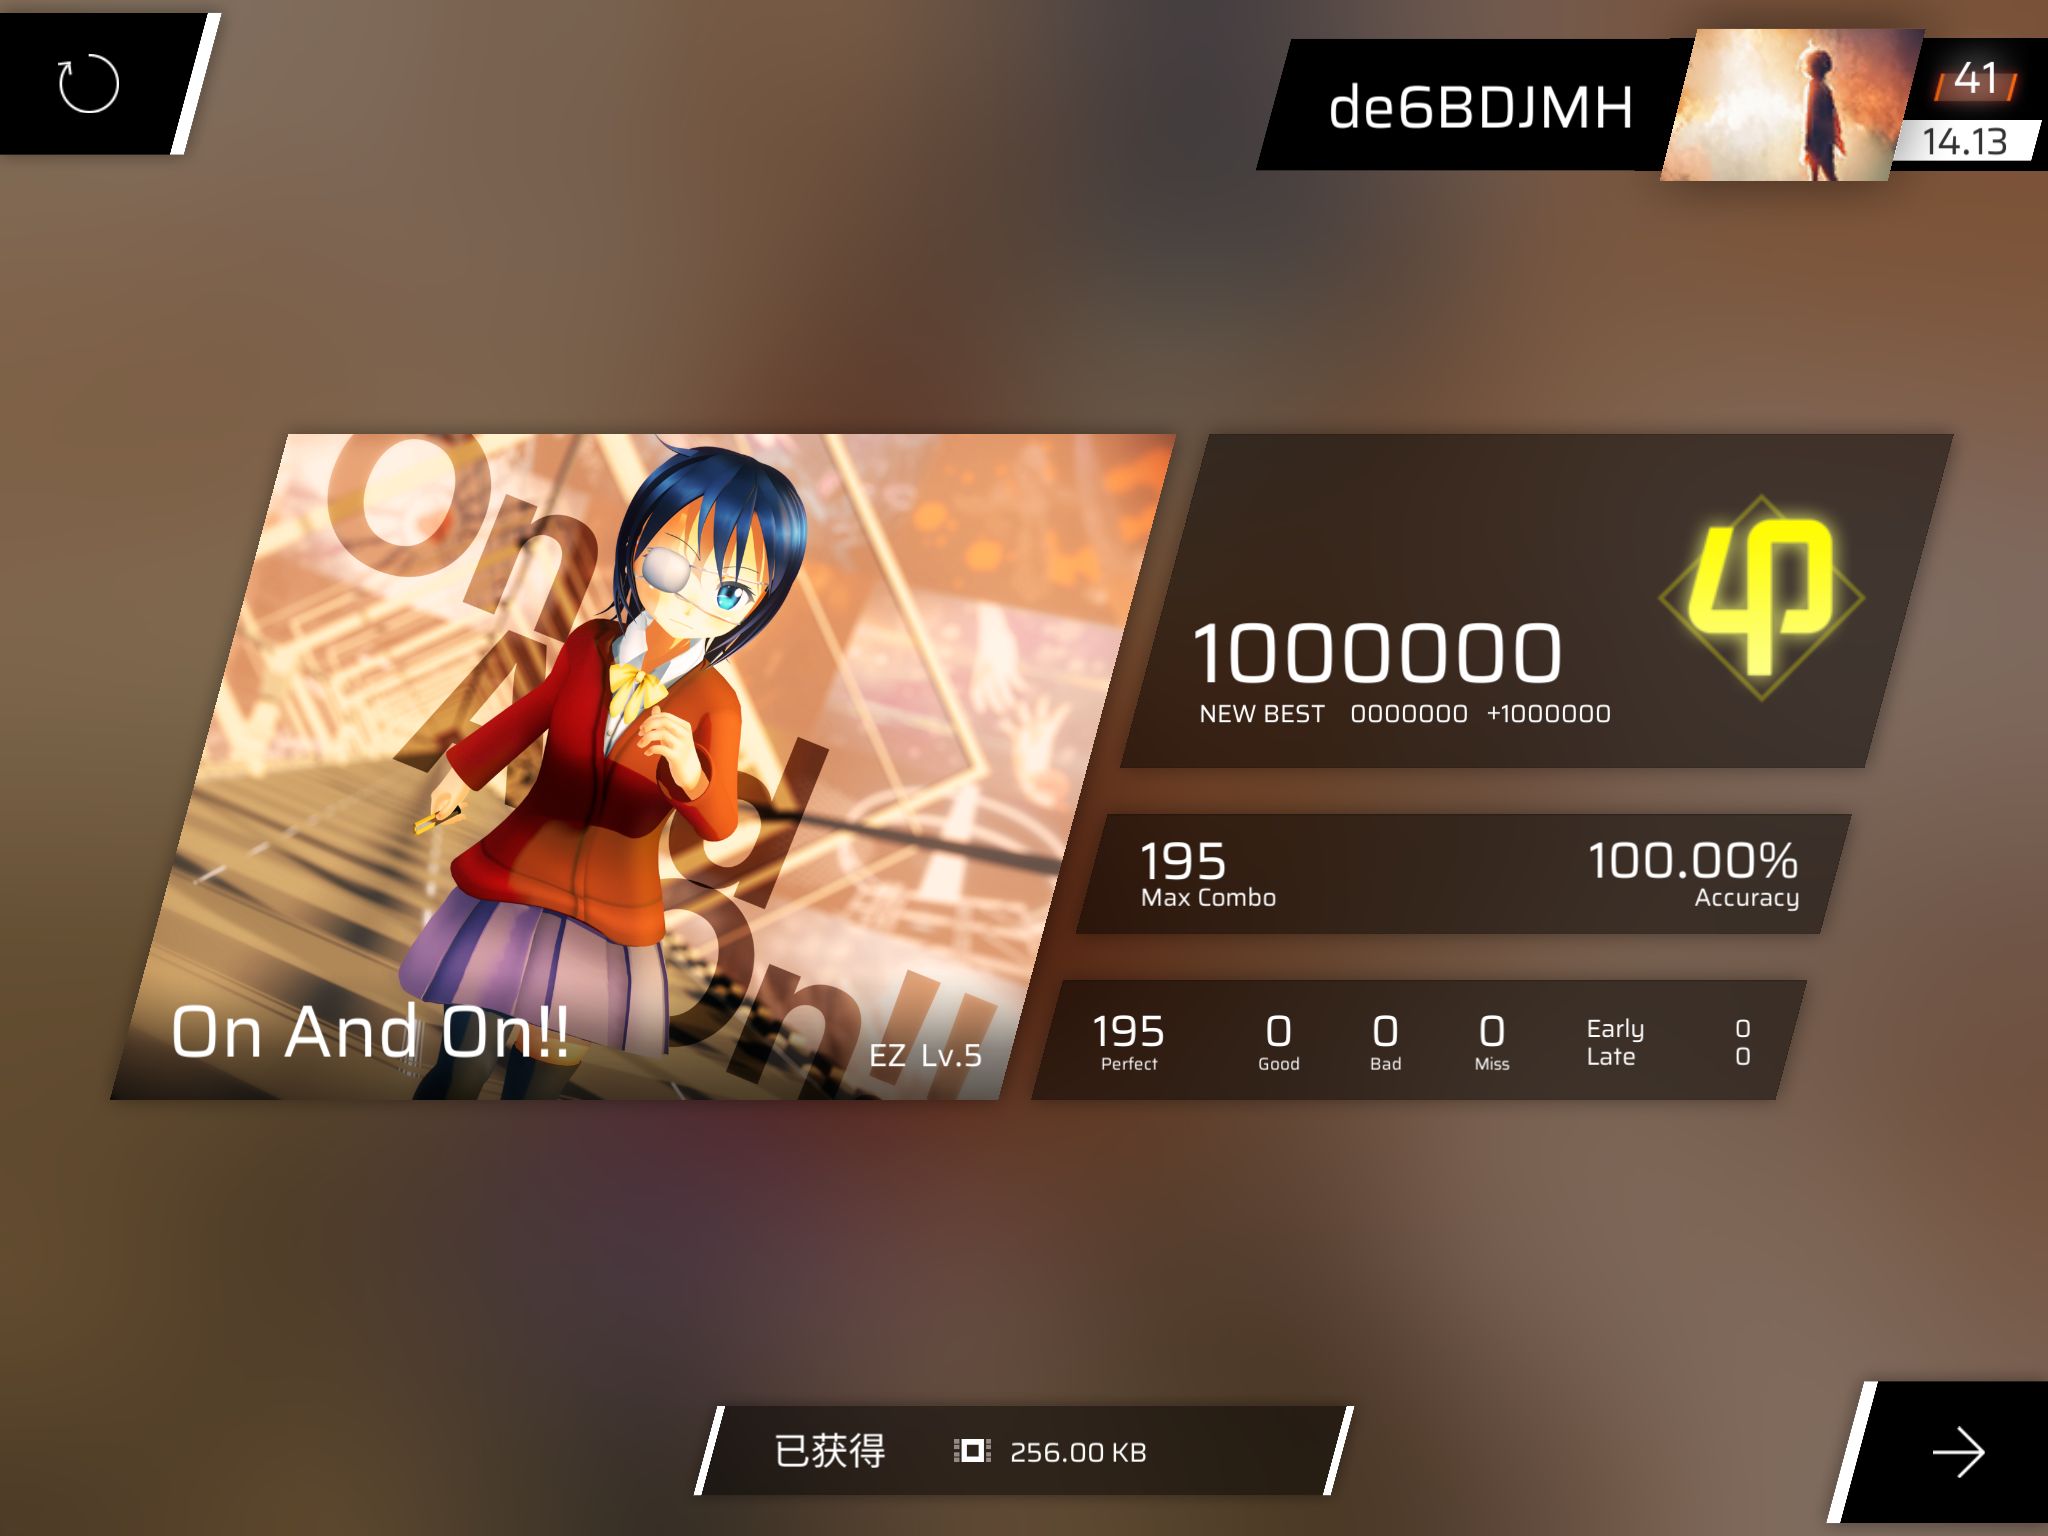 de6BDJMH
41
14.13
On
And
On!!
On And On!!
EZ Lv.5
φ
1000000
NEW BEST 0000000 +1000000
195
Max Combo
100.00%
Accuracy
195
Perfect
0
Good
0
Bad
0
Miss
Early 0
Late 0
已获得 256.00 KB